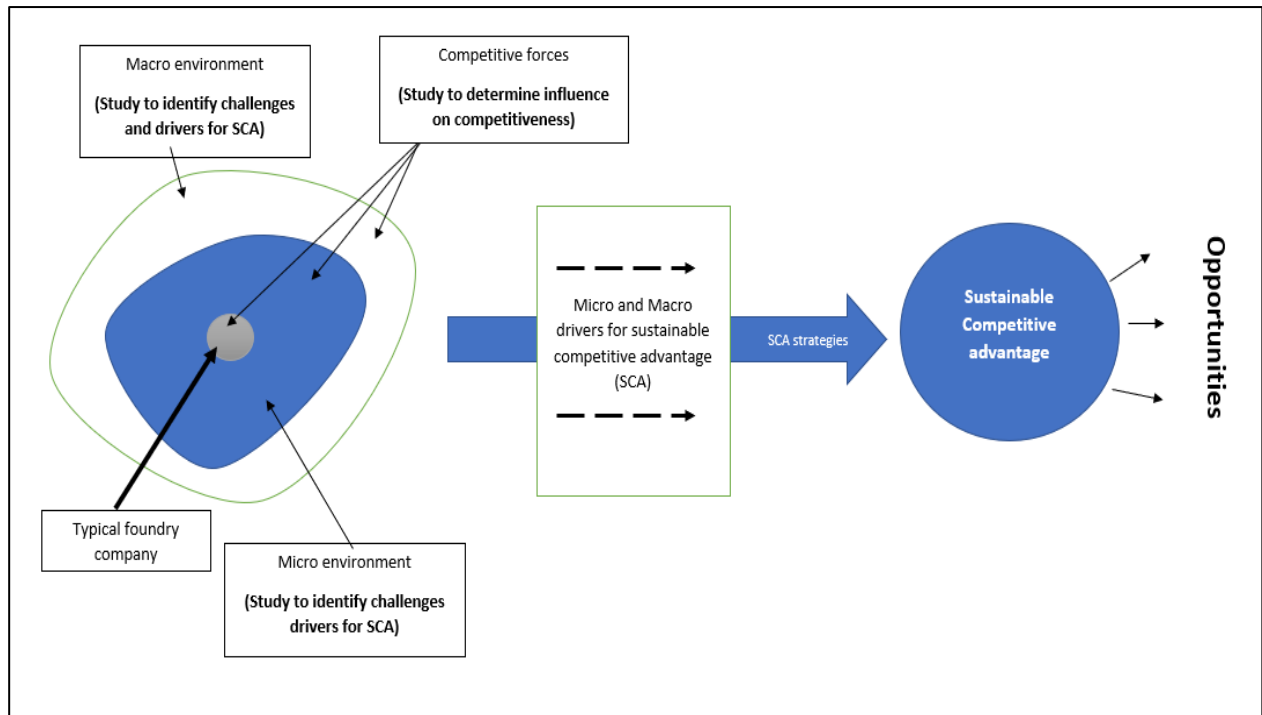 Macro environment
(Study to identify challenges
and drivers for SCA)
Competitive forces
(Study to determine influence
on competitiveness)
Typical foundry
company
Micro environment
(Study to identify challenges
drivers for SCA)
Micro and Macro
drivers for sustainable
competitive advantage
(SCA)
SCA strategies
Sustainable
Competitive
advantage
Opportunities